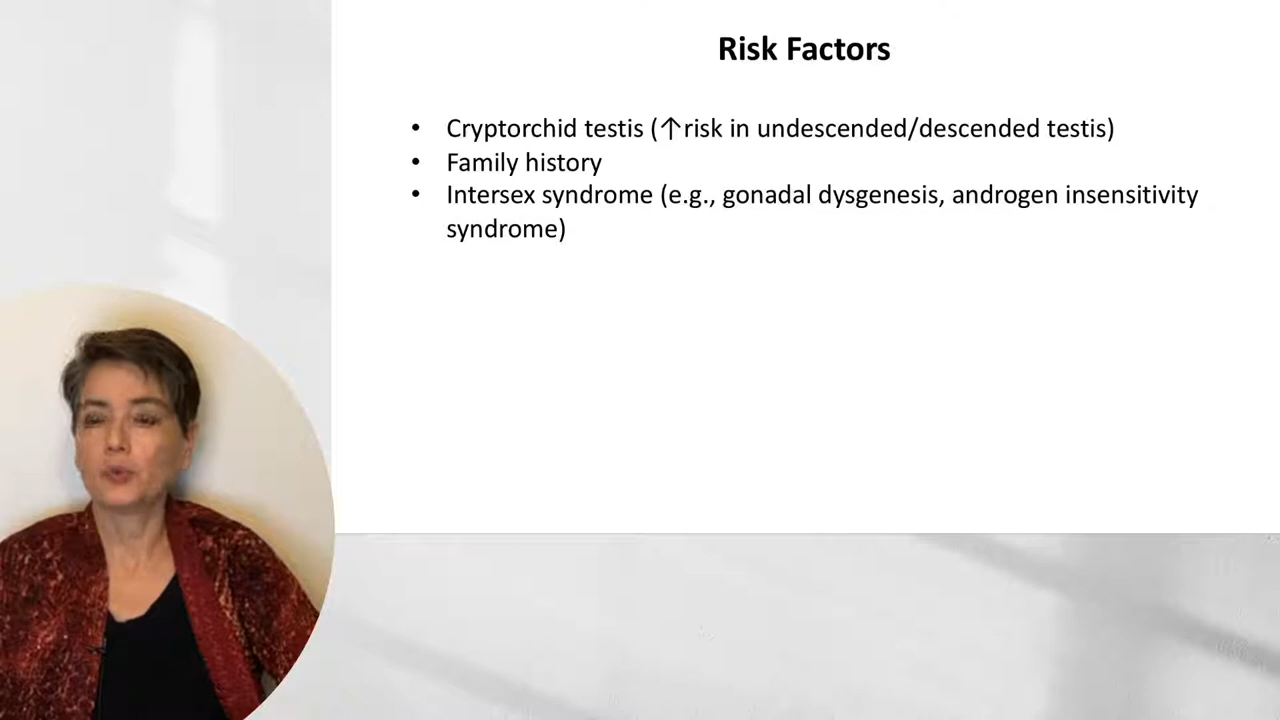 Risk Factors
• Cryptorchid testis (↑risk in undescended/descended testis)
• Family history
• Intersex syndrome (e.g., gonadal dysgenesis, androgen insensitivity
syndrome)